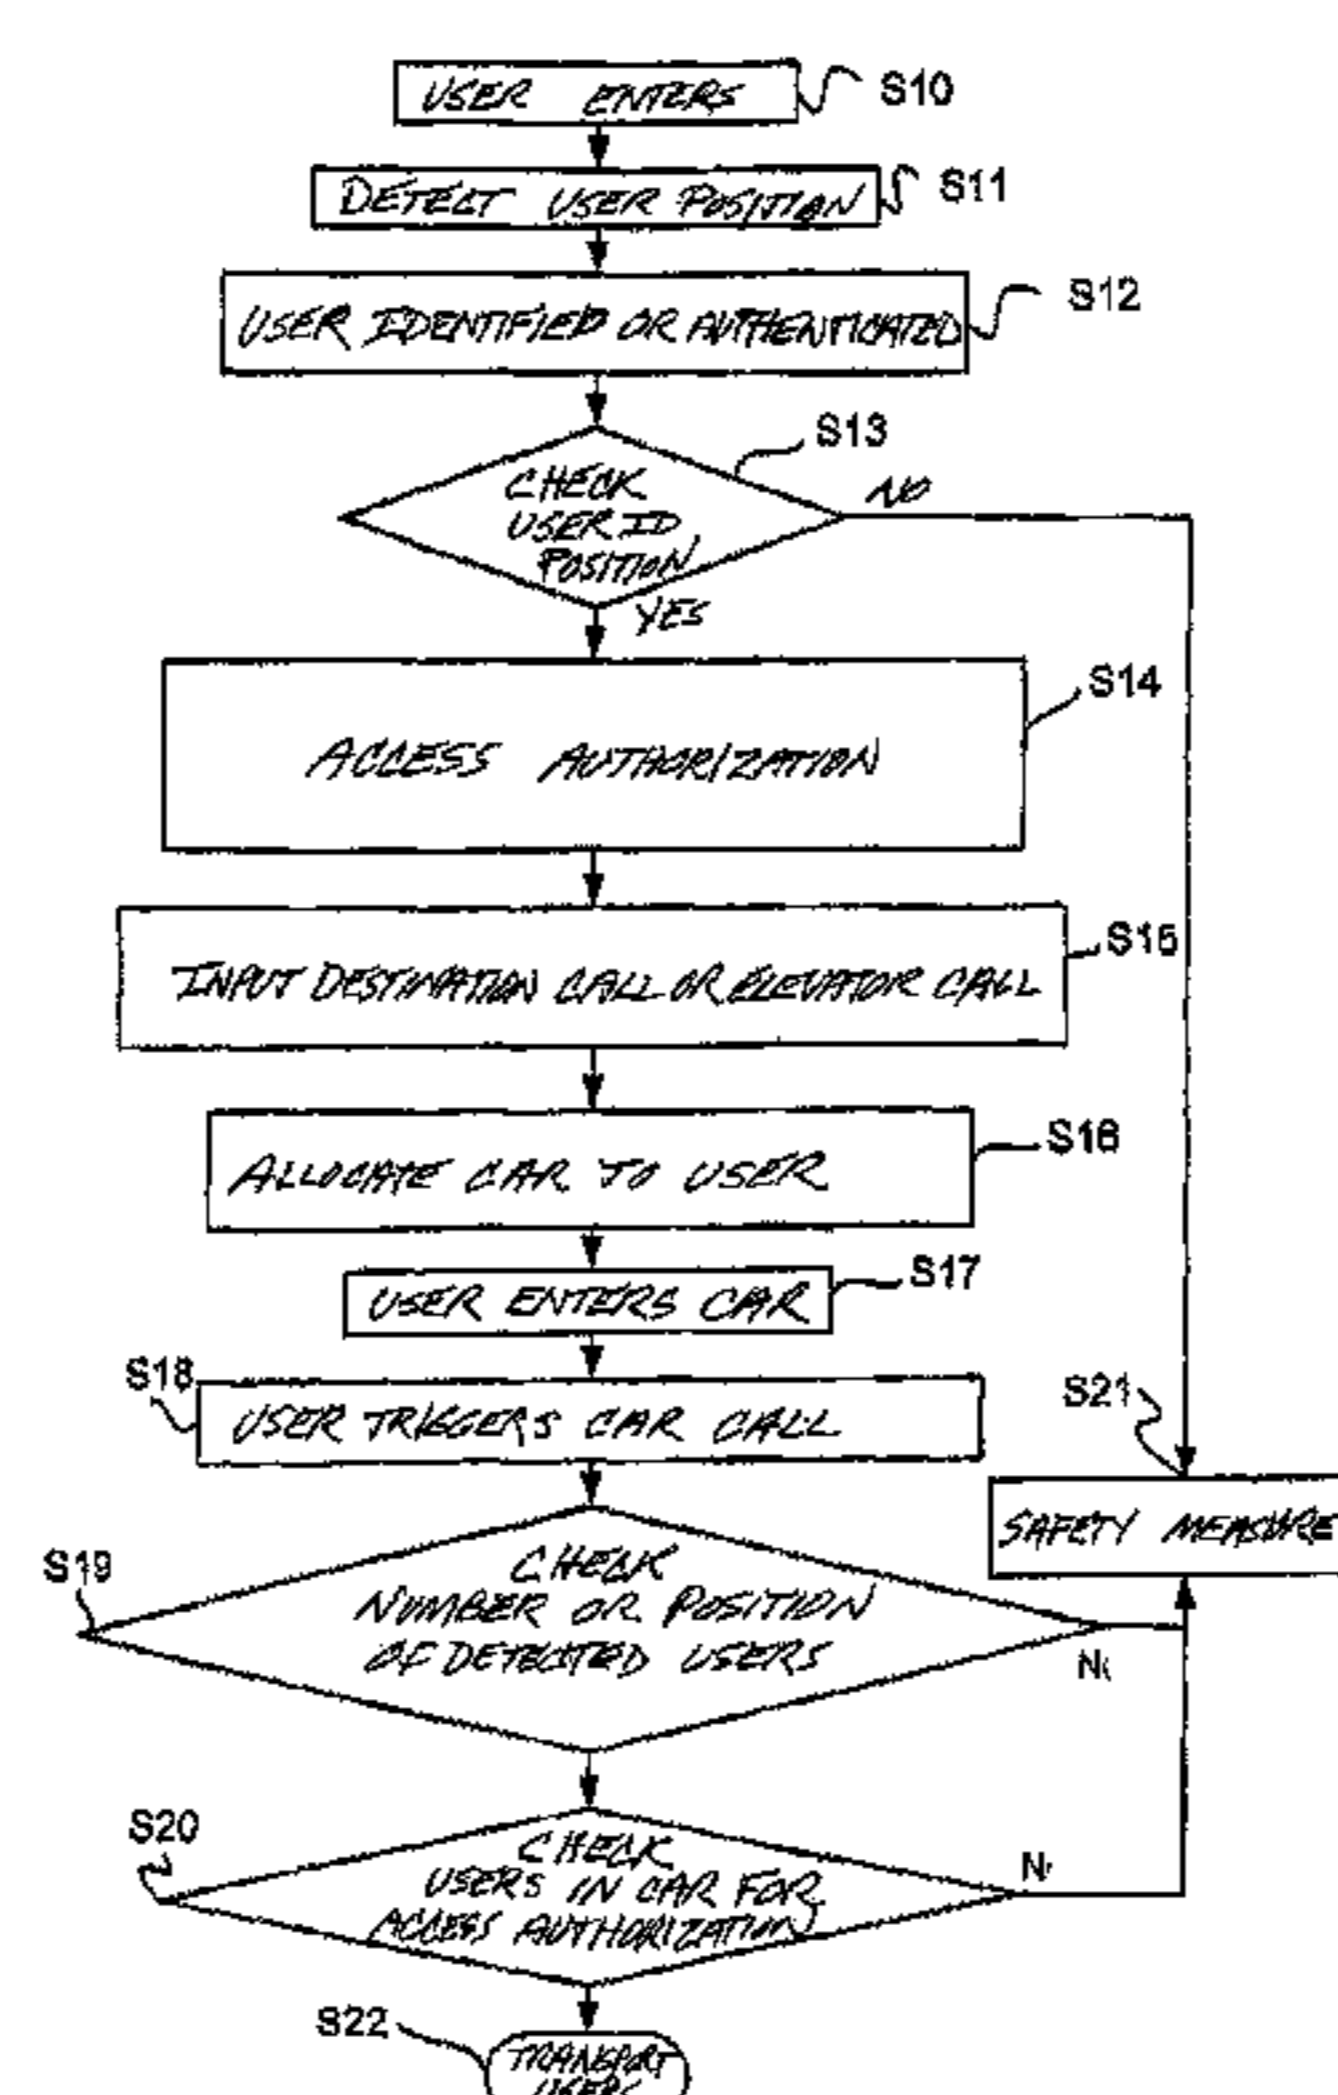 USER ENTERS
S10
DETECT USER POSITION
S11
USER IDENTIFIED OR AUTHENTICATED
S12
S13
CHECK
USER ID
POSITION
NO
YES
S14
ACCESS AUTHORIZATION
S15
INPUT DESTINATION CALL OR ELEVATOR CALL
S16
ALLOCATE CAR TO USER
S17
USER ENTERS CAR
S18
USER TRIGGERS CAR CALL
S21
SAFETY MEASURE
S19
CHECK
NUMBER OR POSITION
OF DETECTED USERS
N
S20
CHECK
USERS IN CAR FOR
ACCESS AUTHORIZATION
N
S22
TRANSPORT
USERS